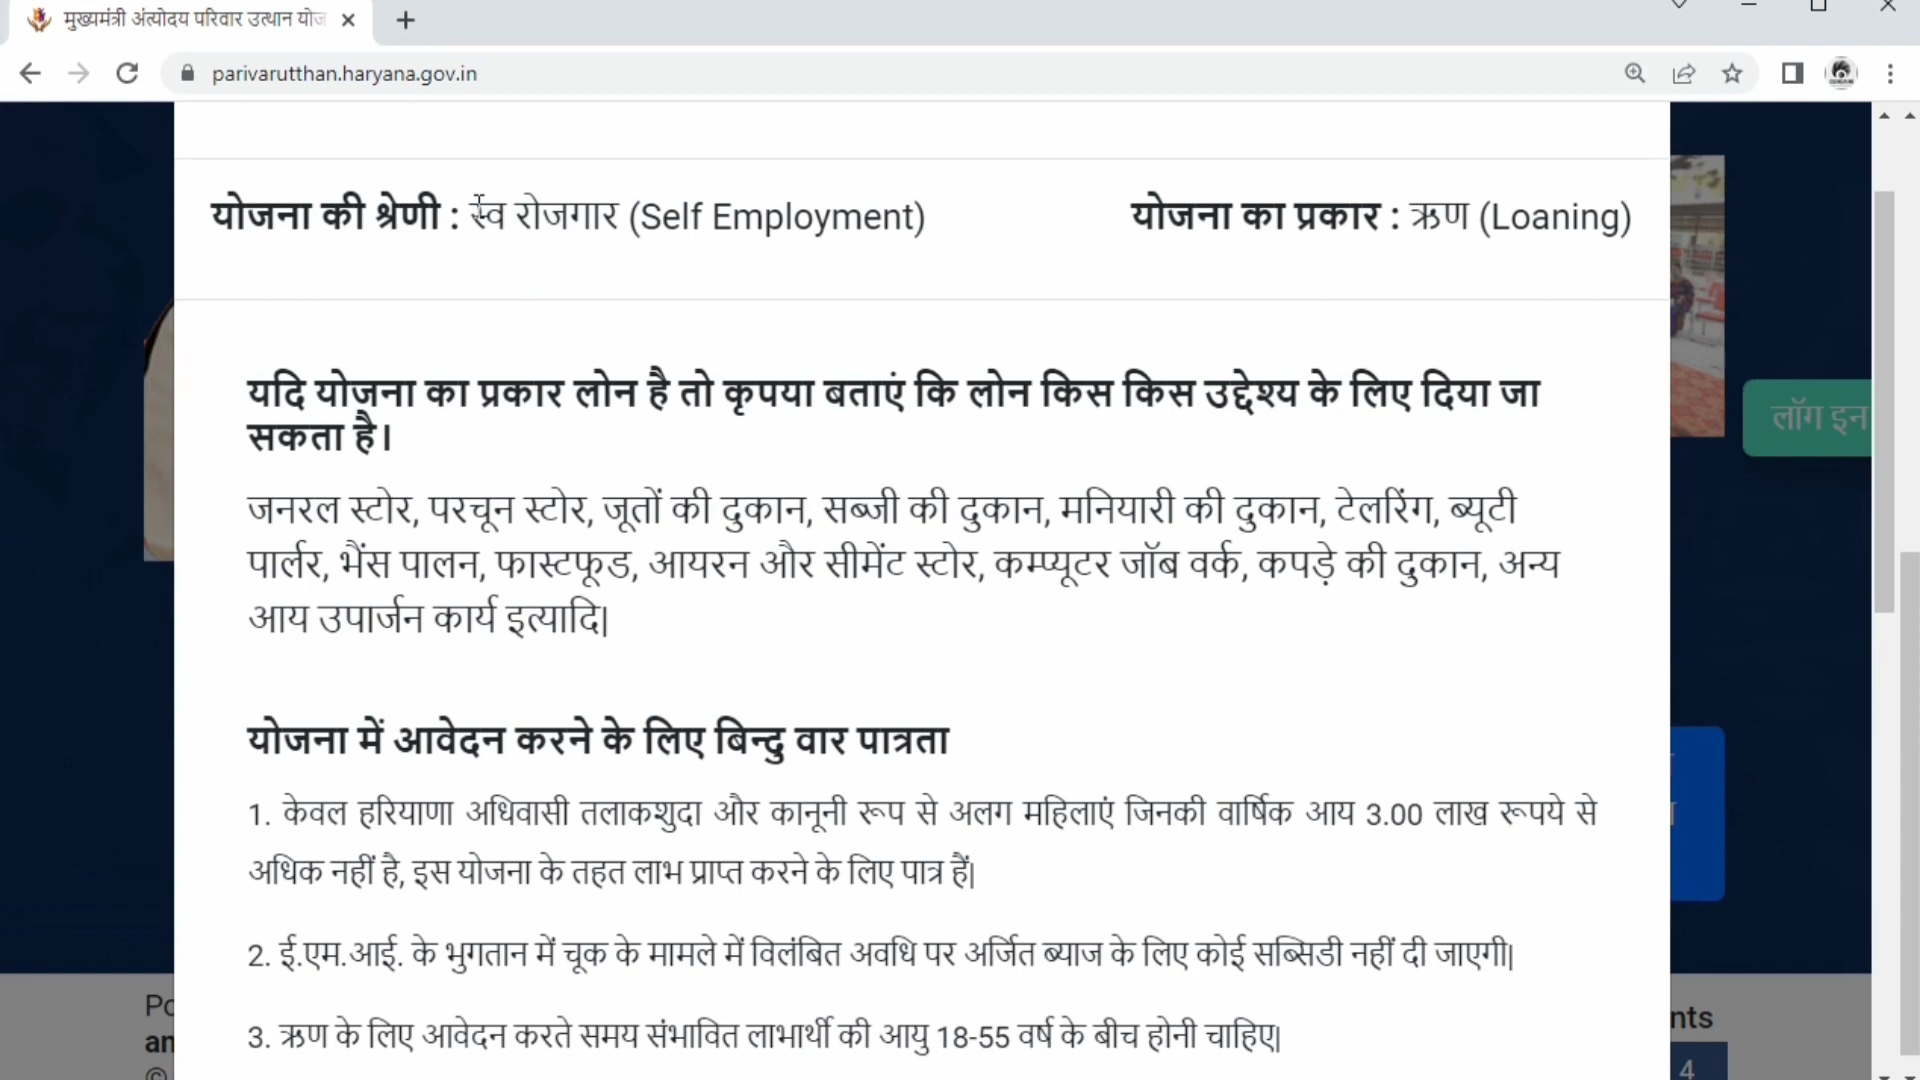 मुख्यमंत्री अंत्योदय परिवार उत्थान योज
parivarutthan.haryana.gov.in
योजना की श्रेणी : स्व रोजगार (Self Employment)
योजना का प्रकार : ऋण (Loaning)
यदि योजना का प्रकार लोन है तो कृपया बताएं कि लोन किस किस उद्देश्य के लिए दिया जा
सकता है।
लॉग इन
जनरल स्टोर, परचून स्टोर, जूतों की दुकान, सब्जी की दुकान, मनियारी की दुकान, टेलरिंग, ब्यूटी
पार्लर, भैंस पालन, फास्टफूड, आयरन और सीमेंट स्टोर, कम्प्यूटर जॉब वर्क, कपड़े की दुकान, अन्य
आय उपार्जन कार्य इत्यादि|
योजना में आवेदन करने के लिए बिन्दु वार पात्रता
1. केवल हरियाणा अधिवासी तलाकशुदा और कानूनी रूप से अलग महिलाएं जिनकी वार्षिक आय 3.00 लाख रूपये से
अधिक नहीं है, इस योजना के तहत लाभ प्राप्त करने के लिए पात्र हैं|
2. ई.एम.आई. के भुगतान में चूक के मामले में विलंबित अवधि पर अर्जित ब्याज के लिए कोई सब्सिडी नहीं दी जाएगी|
Po
nts
3. ऋण के लिए आवेदन करते समय संभावित लाभार्थी की आयु 18-55 वर्ष के बीच होनी चाहिए|
an
4
©